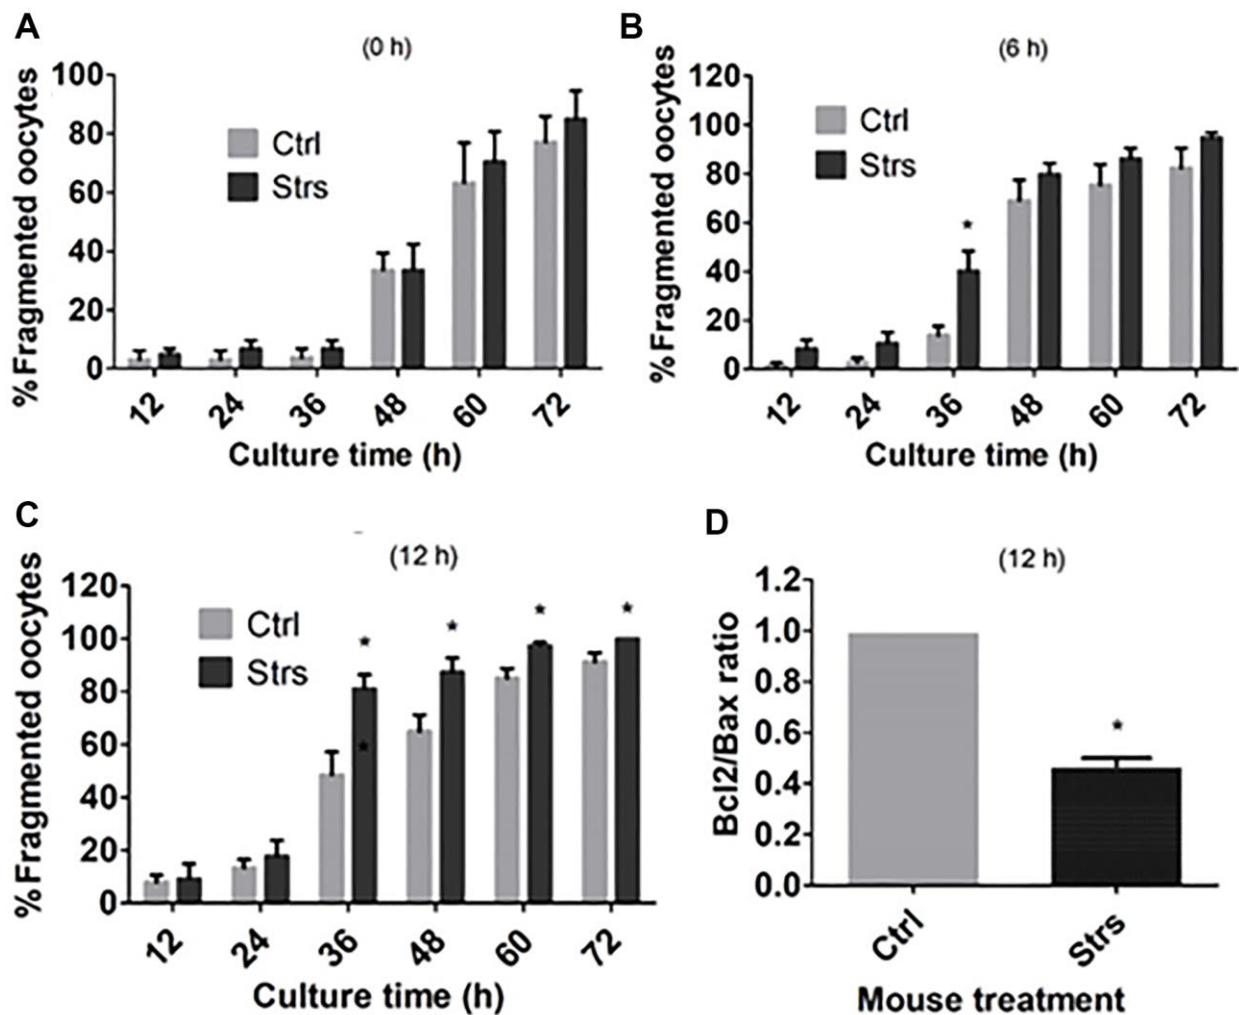 A
(0 h)
% Fragmented oocytes
100
80
60
40
20
0
Ctrl
Strs
12 24 36 48 60 72
Culture time (h)
B
(6 h)
% Fragmented oocytes
120
100
80
60
40
20
0
Ctrl
Strs
*
12 24 36 48 60 72
Culture time (h)
C
(12 h)
% Fragmented oocytes
120
100
80
60
40
20
0
Ctrl
Strs
* * * *
*
12 24 36 48 60 72
Culture time (h)
D
(12 h)
Bcl2/Bax ratio
1.2
1.0
0.8
0.6
0.4
0.2
0.0
*
Ctrl Strs
Mouse treatment